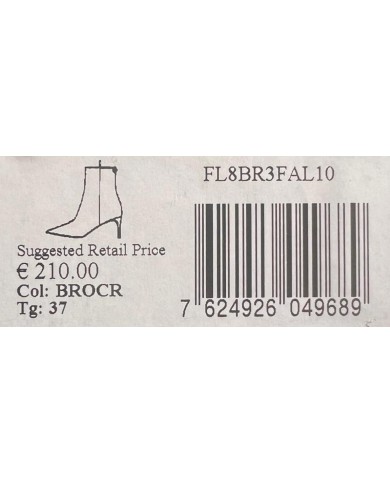 FL8BR3FAL10
Suggested Retail Price
€ 210.00
Col: BROCR
Tg: 37
7 624926 049689